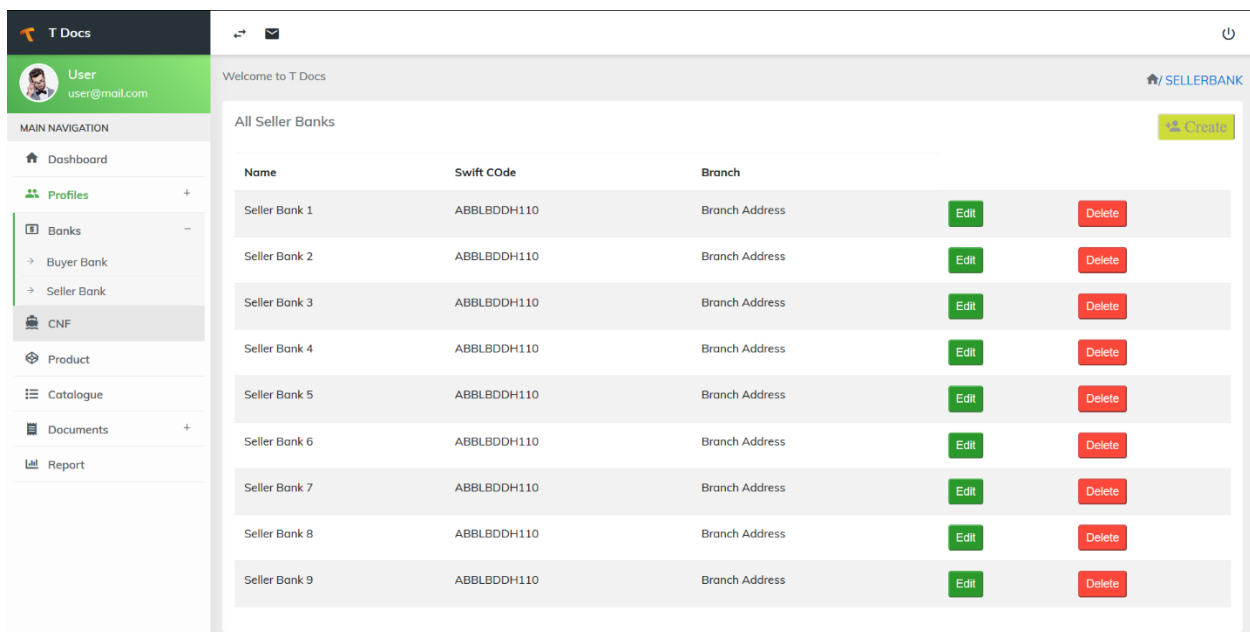 T Docs
User
user@mail.com
MAIN NAVIGATION
Dashboard
Profiles +
Banks −
Buyer Bank
Seller Bank
CNF
Product
Catalogue
Documents +
Report
Welcome to T Docs
/ SELLERBANK
All Seller Banks
Create
Name Swift COde Branch
Seller Bank 1 ABBLBDDH110 Branch Address Edit Delete
Seller Bank 2 ABBLBDDH110 Branch Address Edit Delete
Seller Bank 3 ABBLBDDH110 Branch Address Edit Delete
Seller Bank 4 ABBLBDDH110 Branch Address Edit Delete
Seller Bank 5 ABBLBDDH110 Branch Address Edit Delete
Seller Bank 6 ABBLBDDH110 Branch Address Edit Delete
Seller Bank 7 ABBLBDDH110 Branch Address Edit Delete
Seller Bank 8 ABBLBDDH110 Branch Address Edit Delete
Seller Bank 9 ABBLBDDH110 Branch Address Edit Delete